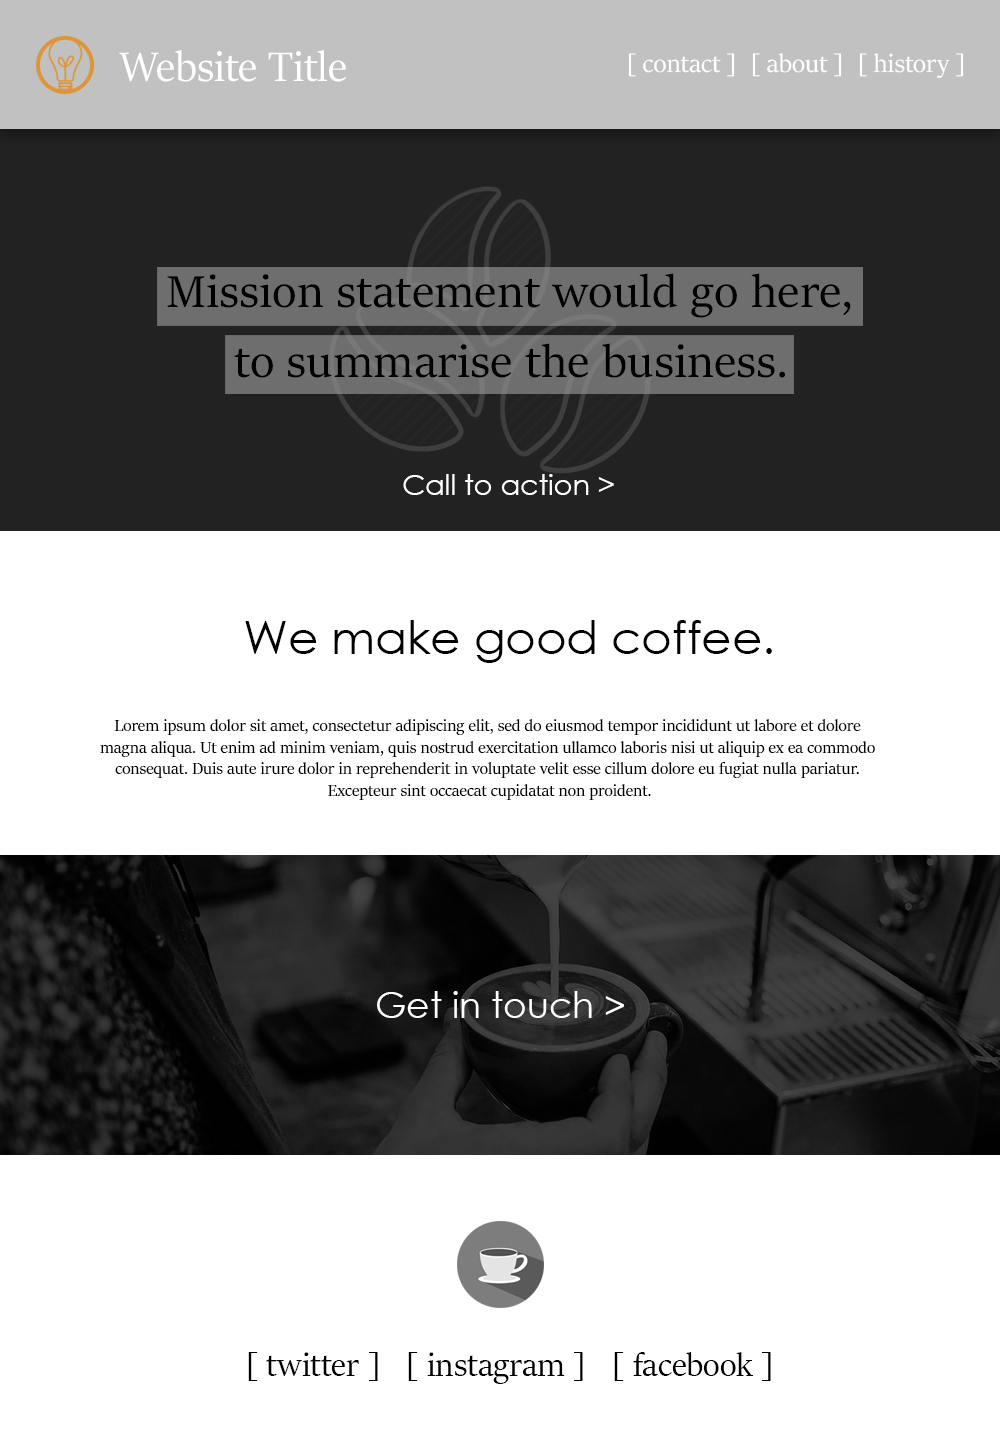 Website Title
[ contact ] [ about ] [ history ]
Mission statement would go here,
to summarise the business.
Call to action >
We make good coffee.
Lorem ipsum dolor sit amet, consectetur adipiscing elit, sed do eiusmod tempor incididunt ut labore et dolore
magna aliqua. Ut enim ad minim veniam, quis nostrud exercitation ullamco laboris nisi ut aliquip ex ea commodo
consequat. Duis aute irure dolor in reprehenderit in voluptate velit esse cillum dolore eu fugiat nulla pariatur.
Excepteur sint occaecat cupidatat non proident.
Get in touch >
[ twitter ] [ instagram ] [ facebook ]